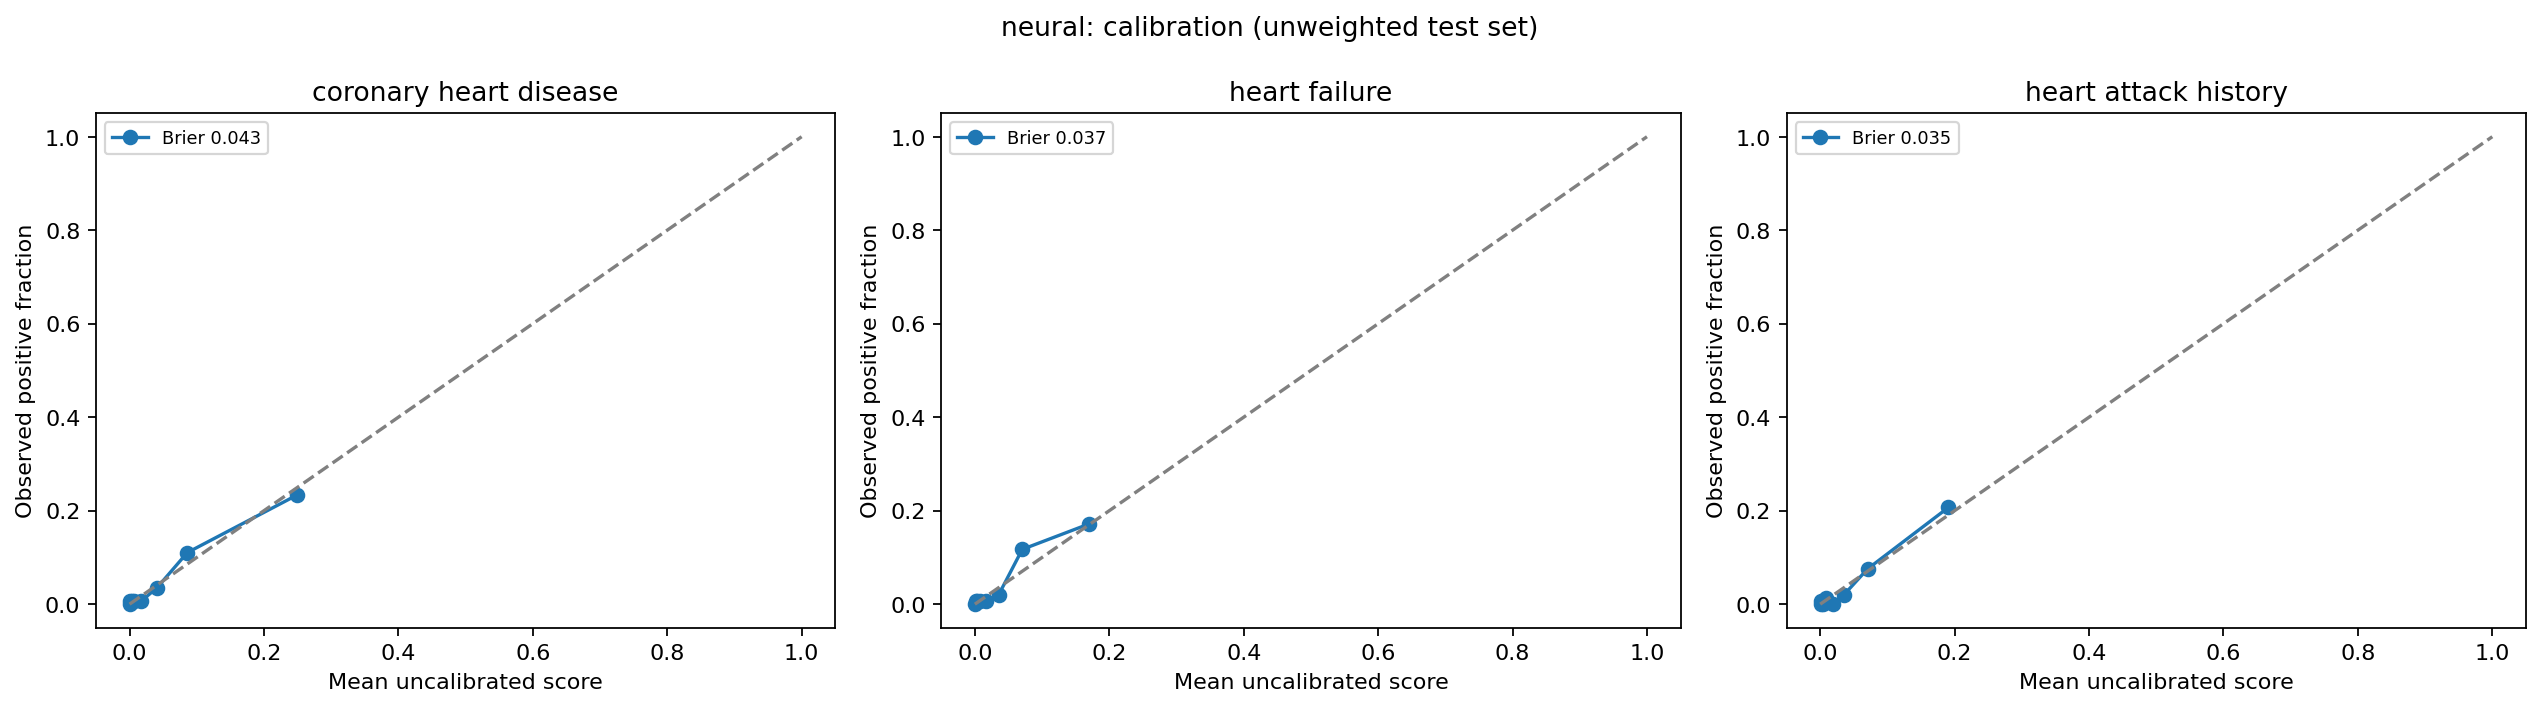 neural: calibration (unweighted test set)
coronary heart disease
Brier 0.043
1.0
0.8
0.6
0.4
0.2
0.0
Observed positive fraction
0.0 0.2 0.4 0.6 0.8 1.0
Mean uncalibrated score
heart failure
Brier 0.037
1.0
0.8
0.6
0.4
0.2
0.0
Observed positive fraction
0.0 0.2 0.4 0.6 0.8 1.0
Mean uncalibrated score
heart attack history
Brier 0.035
1.0
0.8
0.6
0.4
0.2
0.0
Observed positive fraction
0.0 0.2 0.4 0.6 0.8 1.0
Mean uncalibrated score